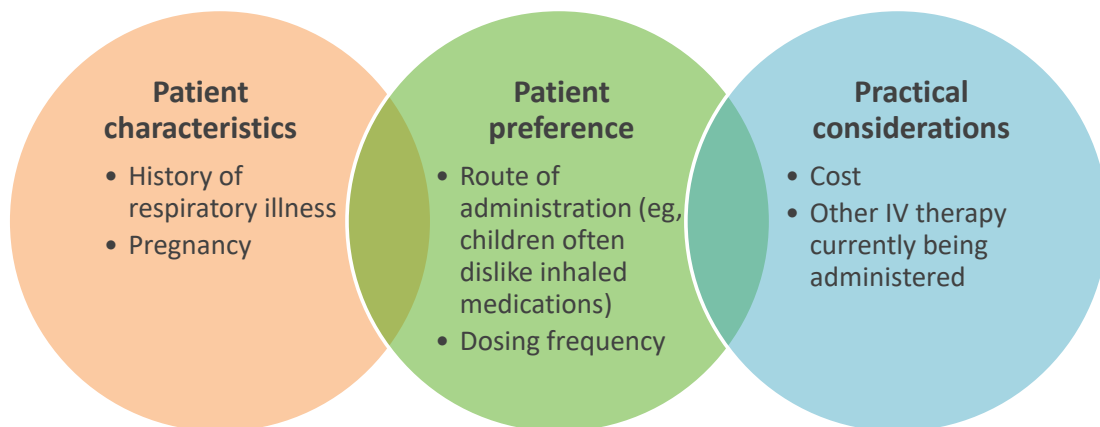 Patient
characteristics
• History of
respiratory illness
• Pregnancy
Patient
preference
• Route of
administration (eg,
children often
dislike inhaled
medications)
• Dosing frequency
Practical
considerations
• Cost
• Other IV therapy
currently being
administered